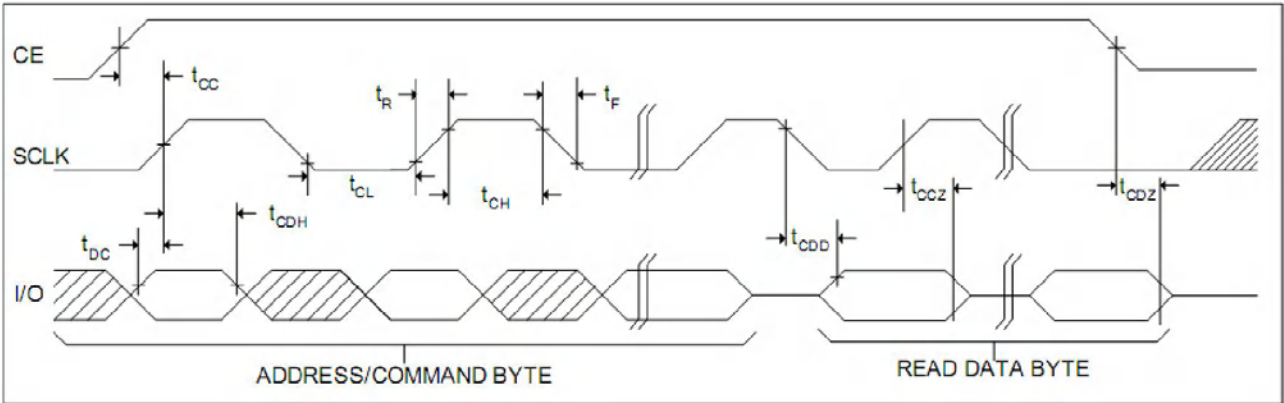 CE
tCC
tR
tF
SCLK
tCL
tCH
tCCZ
tCDZ
tCDH
tDC
tCDD
I/O
ADDRESS/COMMAND BYTE
READ DATA BYTE